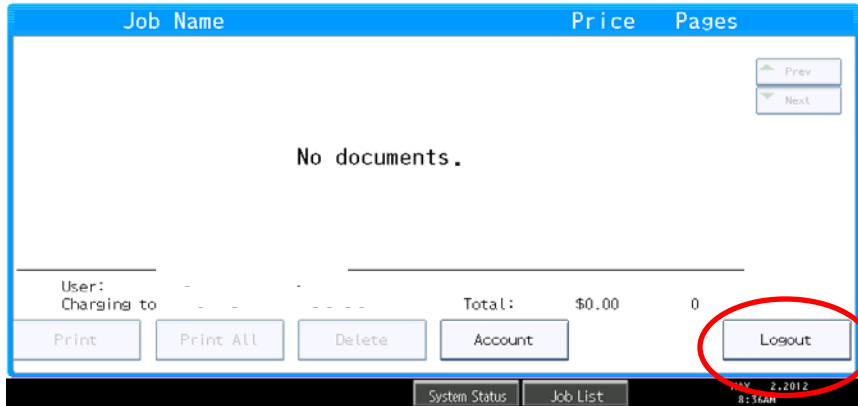 Job Name Price Pages
Prev
Next
No documents.
User:
Charging to Total: $0.00 0
Print Print All Delete Account Logout
System Status Job List MAY 2.2012
8:36AM